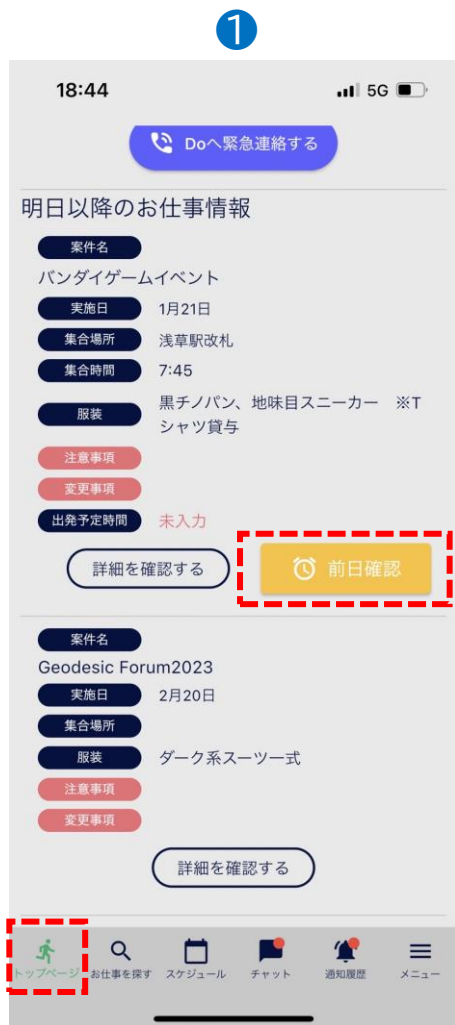 1
18:44
5G
Doへ緊急連絡する
明日以降のお仕事情報
案件名
バンダイゲームイベント
実施日 1月21日
集合場所 浅草駅改札
集合時間 7:45
服装 黒チノパン、地味目スニーカー ※T
シャツ貸与
注意事項
変更事項
出発予定時間 未入力
詳細を確認する 前日確認
案件名
Geodesic Forum2023
実施日 2月20日
集合場所
服装 ダーク系スーツ一式
注意事項
変更事項
詳細を確認する
トップページ お仕事を探す スケジュール チャット 通知履歴 メニュー